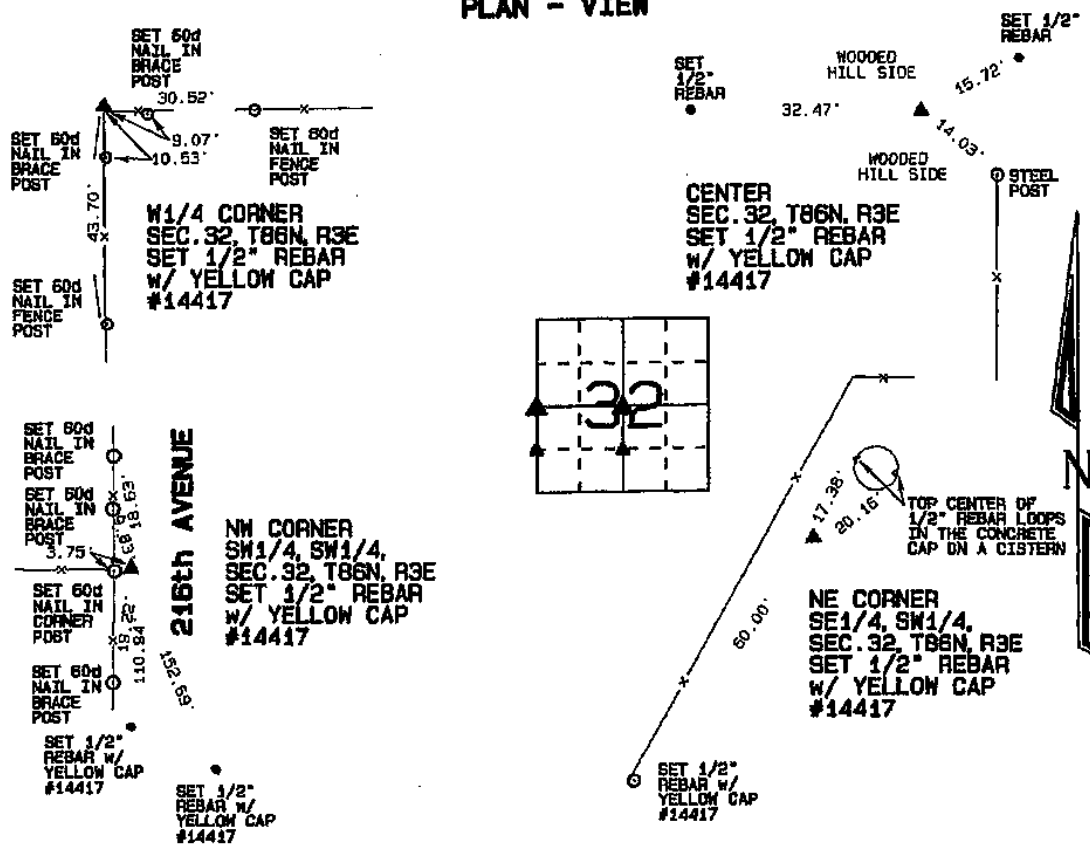 PLAN - VIEW
SET 60d
NAIL IN
BRACE
POST
30.52'
9.07'
10.53'
SET 60d
NAIL IN
BRACE
POST
SET 60d
NAIL IN
FENCE
POST
43.70'
W1/4 CORNER
SEC.32, T86N, R3E
SET 1/2" REBAR
w/ YELLOW CAP
#14417
SET 60d
NAIL IN
FENCE
POST
SET
1/2"
REBAR
32.47'
WOODED
HILL SIDE
15.72'
SET 1/2"
REBAR
14.03'
WOODED
HILL SIDE
STEEL
POST
CENTER
SEC.32, T86N, R3E
SET 1/2" REBAR
w/ YELLOW CAP
#14417
32
N
SET 60d
NAIL IN
BRACE
POST
SET 60d
NAIL IN
BRACE
POST
18.63'
3.75
216th AVENUE
SET 60d
NAIL IN
CORNER
POST
19.22'
110.94
152.69'
SET 60d
NAIL IN
BRACE
POST
NW CORNER
SW1/4, SW1/4,
SEC.32, T86N, R3E
SET 1/2" REBAR
w/ YELLOW CAP
#14417
SET 1/2"
REBAR w/
YELLOW CAP
#14417
SET 1/2"
REBAR w/
YELLOW CAP
#14417
17.38'
20.16'
TOP CENTER OF
1/2" REBAR LOOPS
IN THE CONCRETE
CAP ON A CISTERN
60.00'
NE CORNER
SE1/4, SW1/4,
SEC.32, T86N, R3E
SET 1/2" REBAR
w/ YELLOW CAP
#14417
SET 1/2"
REBAR w/
YELLOW CAP
#14417